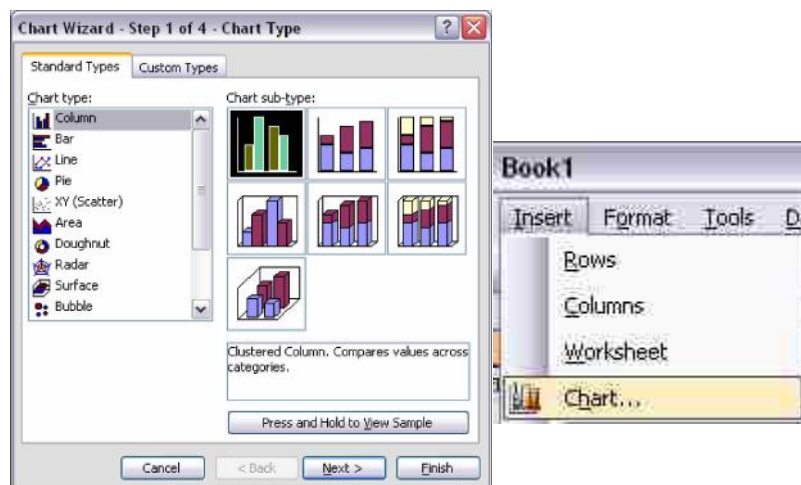 Chart Wizard - Step 1 of 4 - Chart Type
Standard Types
Custom Types
Chart type:
Column
Bar
Line
Pie
XY (Scatter)
Area
Doughnut
Radar
Surface
Bubble
Chart sub-type:
Clustered Column. Compares values across
categories.
Press and Hold to View Sample
Cancel
< Back
Next >
Finish
Book1
Insert Format Tools
Rows
Columns
Worksheet
Chart...